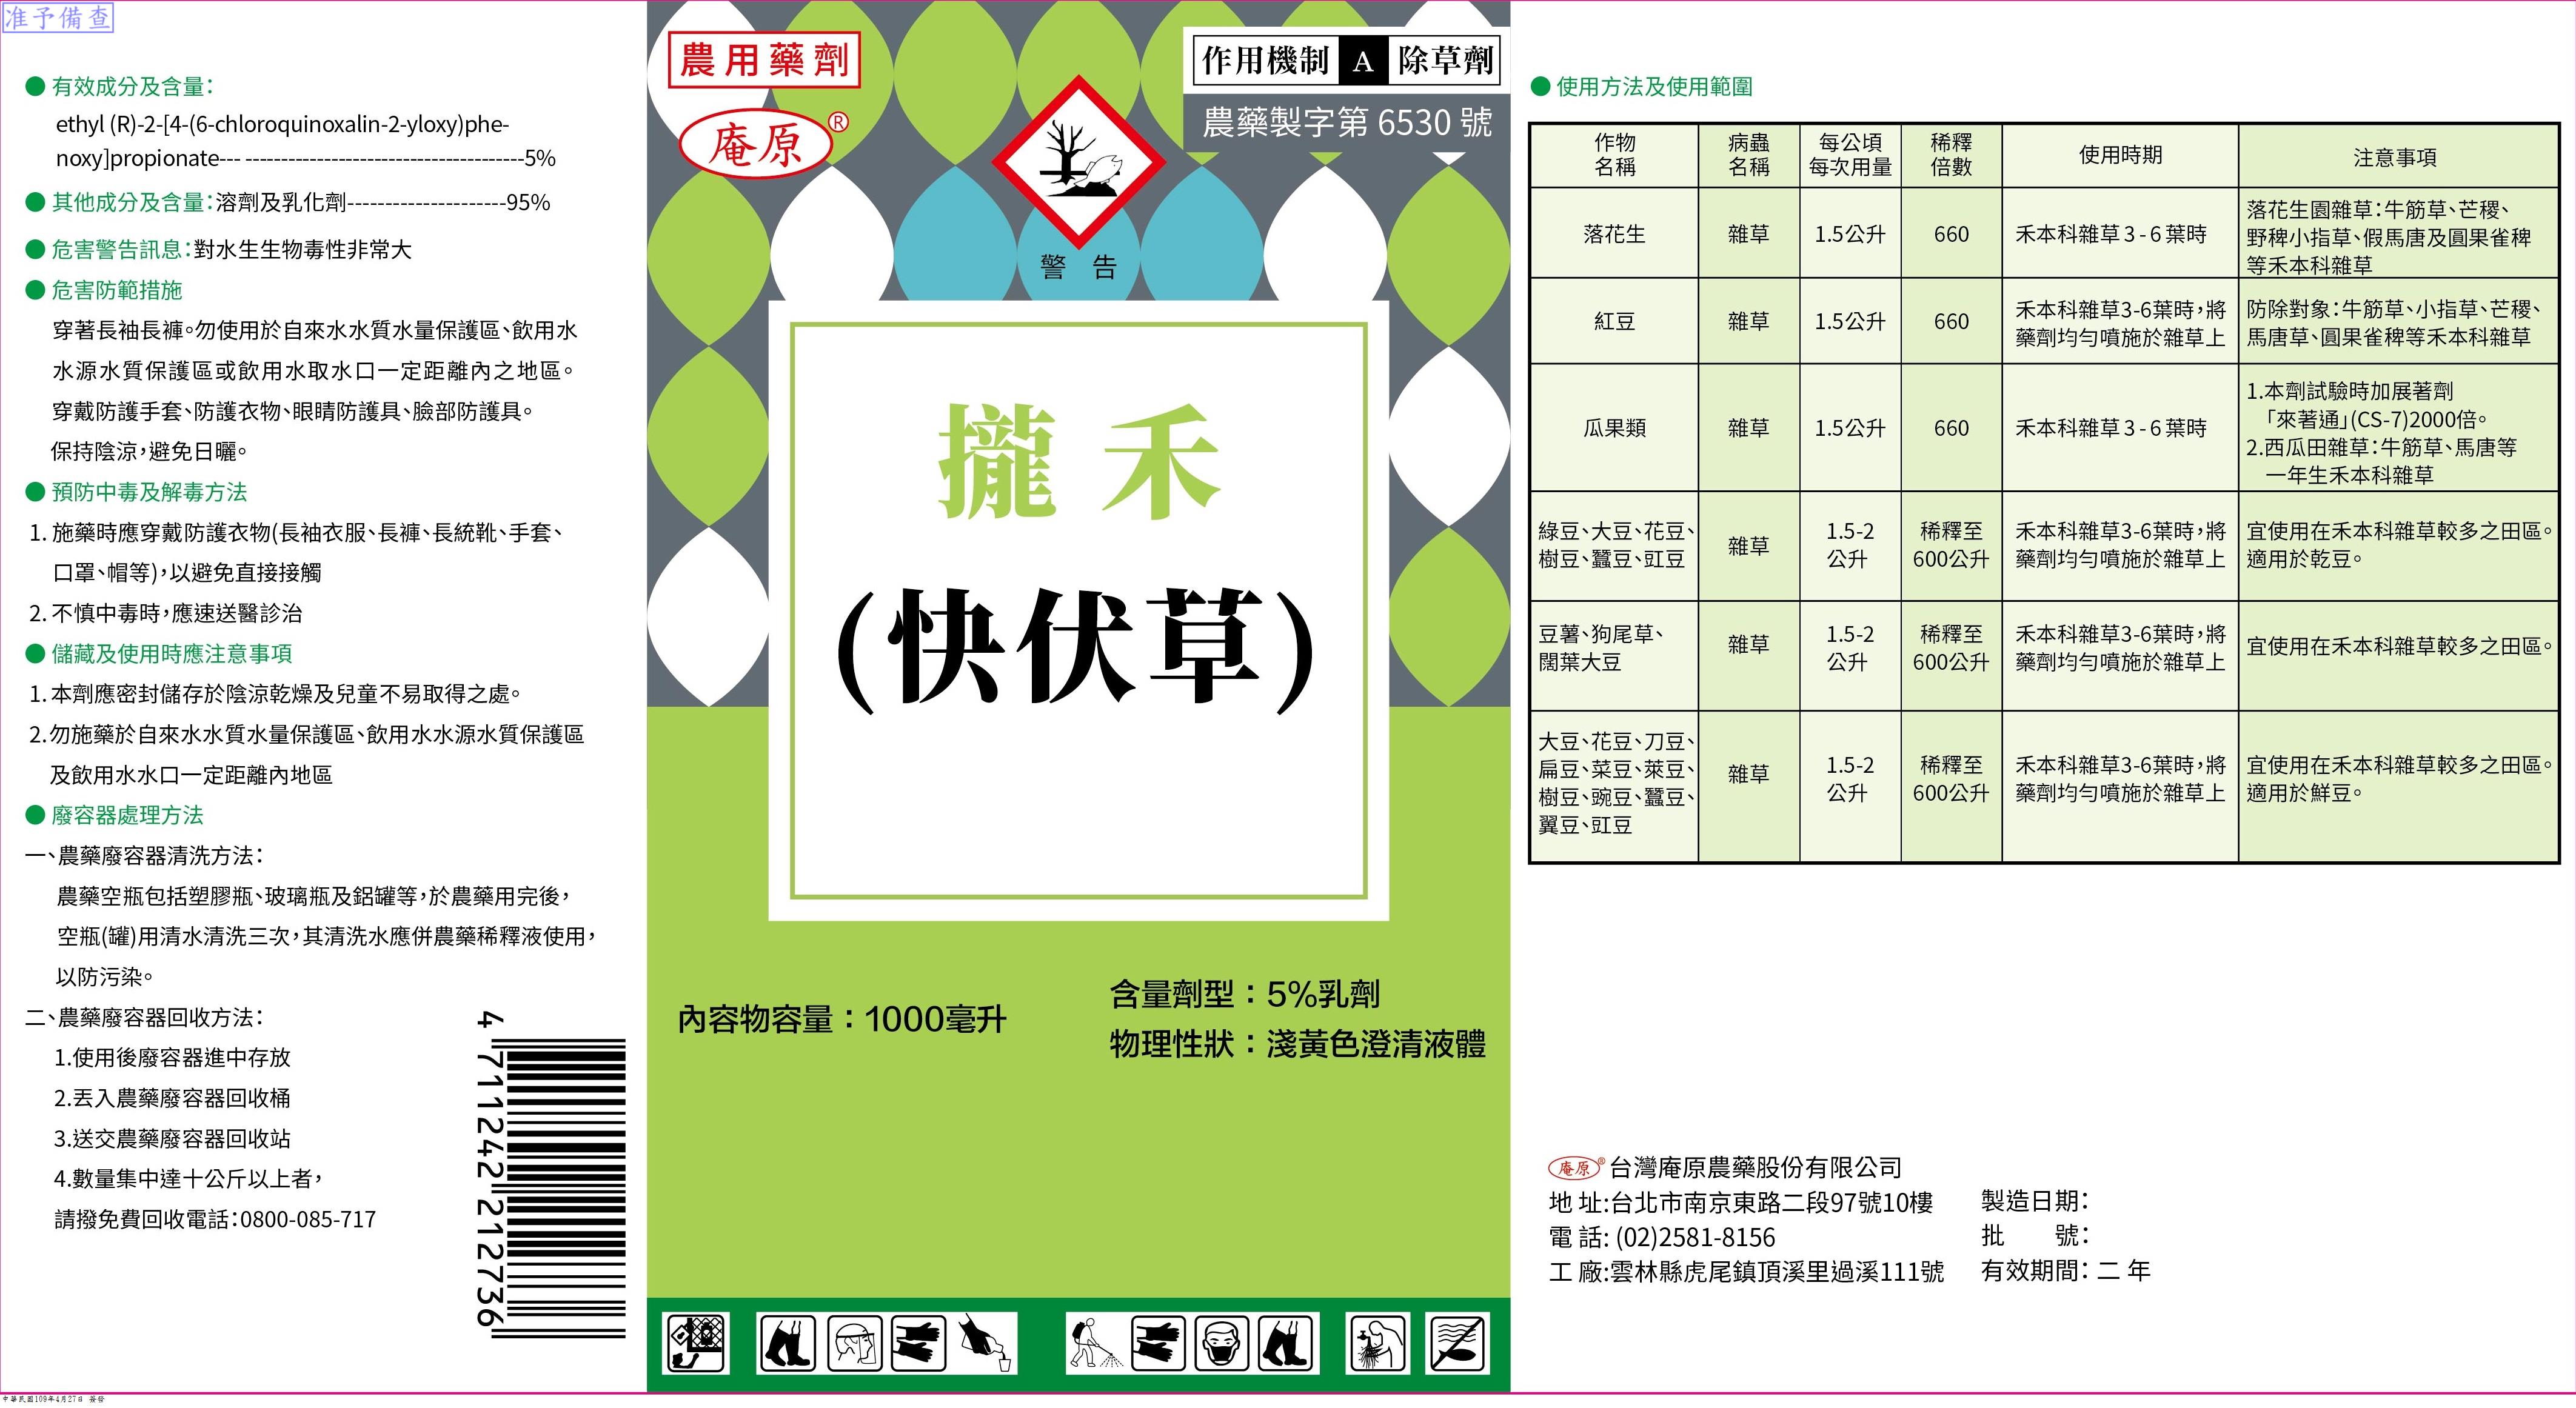 准予備查
● 有效成分及含量：
ethyl (R)-2-[4-(6-chloroquinoxalin-2-yloxy)phe-
noxy]propionate--- ---------------------------------------5%
● 其他成分及含量：溶劑及乳化劑---------------------95%
● 危害警告訊息：對水生生物毒性非常大
● 危害防範措施
穿著長袖長褲。勿使用於自來水水質水量保護區、飲用水
水源水質保護區或飲用水取水口一定距離內之地區。
穿戴防護手套、防護衣物、眼睛防護具、臉部防護具。
保持陰涼，避免日曬。
● 預防中毒及解毒方法
1. 施藥時應穿戴防護衣物(長袖衣服、長褲、長統靴、手套、
口罩、帽等)，以避免直接接觸
2. 不慎中毒時，應速送醫診治
● 儲藏及使用時應注意事項
1. 本劑應密封儲存於陰涼乾燥及兒童不易取得之處。
2. 勿施藥於自來水水質水量保護區、飲用水水源水質保護區
及飲用水水口一定距離內地區
● 廢容器處理方法
一、農藥廢容器清洗方法：
農藥空瓶包括塑膠瓶、玻璃瓶及鋁罐等，於農藥用完後，
空瓶(罐)用清水清洗三次，其清洗水應併農藥稀釋液使用，
以防污染。
二、農藥廢容器回收方法：
1.使用後廢容器進中存放
2.丟入農藥廢容器回收桶
3.送交農藥廢容器回收站
4.數量集中達十公斤以上者，
請撥免費回收電話：0800-085-717
4 711242 212736
農用藥劑
庵原®
作用機制 A 除草劑
農藥製字第 6530 號
警 告
攏禾
(快伏草)
內容物容量：1000毫升
含量劑型：5%乳劑
物理性狀：淺黃色澄清液體
● 使用方法及使用範圍
作物
名稱
病蟲
名稱
每公頃
每次用量
稀釋
倍數
使用時期
注意事項
落花生
雜草
1.5公升
660
禾本科雜草3-6葉時
落花生園雜草：牛筋草、芒稷、
野稗小指草、假馬唐及圓果雀稗
等禾本科雜草
紅豆
雜草
1.5公升
660
禾本科雜草3-6葉時，將
藥劑均勻噴施於雜草上
防除對象：牛筋草、小指草、芒稷、
馬唐草、圓果雀稗等禾本科雜草
瓜果類
雜草
1.5公升
660
禾本科雜草3-6葉時
1.本劑試驗時加展著劑
「來著通」(CS-7)2000倍。
2.西瓜田雜草：牛筋草、馬唐等
一年生禾本科雜草
綠豆、大豆、花豆、
樹豆、蠶豆、豇豆
雜草
1.5-2
公升
稀釋至
600公升
禾本科雜草3-6葉時，將
藥劑均勻噴施於雜草上
宜使用在禾本科雜草較多之田區。
適用於乾豆。
豆薯、狗尾草、
闊葉大豆
雜草
1.5-2
公升
稀釋至
600公升
禾本科雜草3-6葉時，將
藥劑均勻噴施於雜草上
宜使用在禾本科雜草較多之田區。
大豆、花豆、刀豆、
扁豆、菜豆、萊豆、
樹豆、豌豆、蠶豆、
翼豆、豇豆
雜草
1.5-2
公升
稀釋至
600公升
禾本科雜草3-6葉時，將
藥劑均勻噴施於雜草上
宜使用在禾本科雜草較多之田區。
適用於鮮豆。
庵原®台灣庵原農藥股份有限公司
地 址:台北市南京東路二段97號10樓
電 話: (02)2581-8156
工 廠:雲林縣虎尾鎮頂溪里過溪111號
製造日期：
批 號：
有效期間：二 年
中華民國109年4月27日 簽發